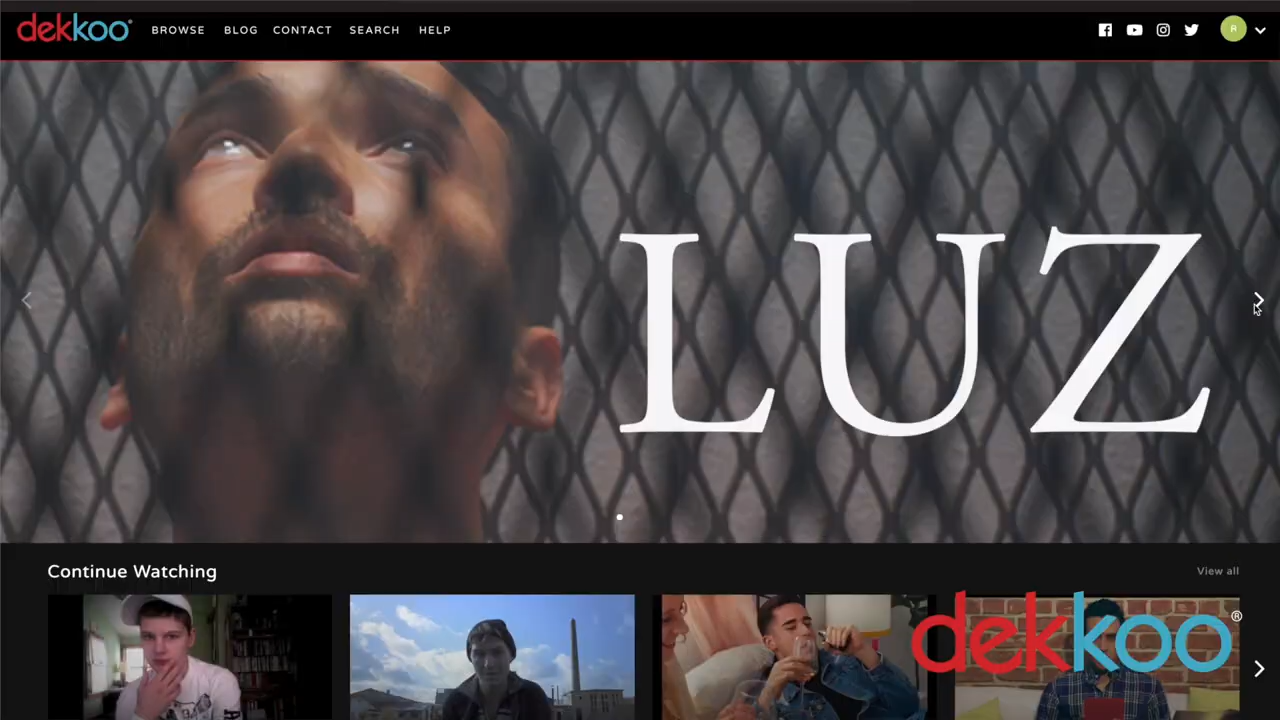 dekkoo®
BROWSE BLOG CONTACT SEARCH HELP
R
LUZ
Continue Watching
View all
dekkoo®